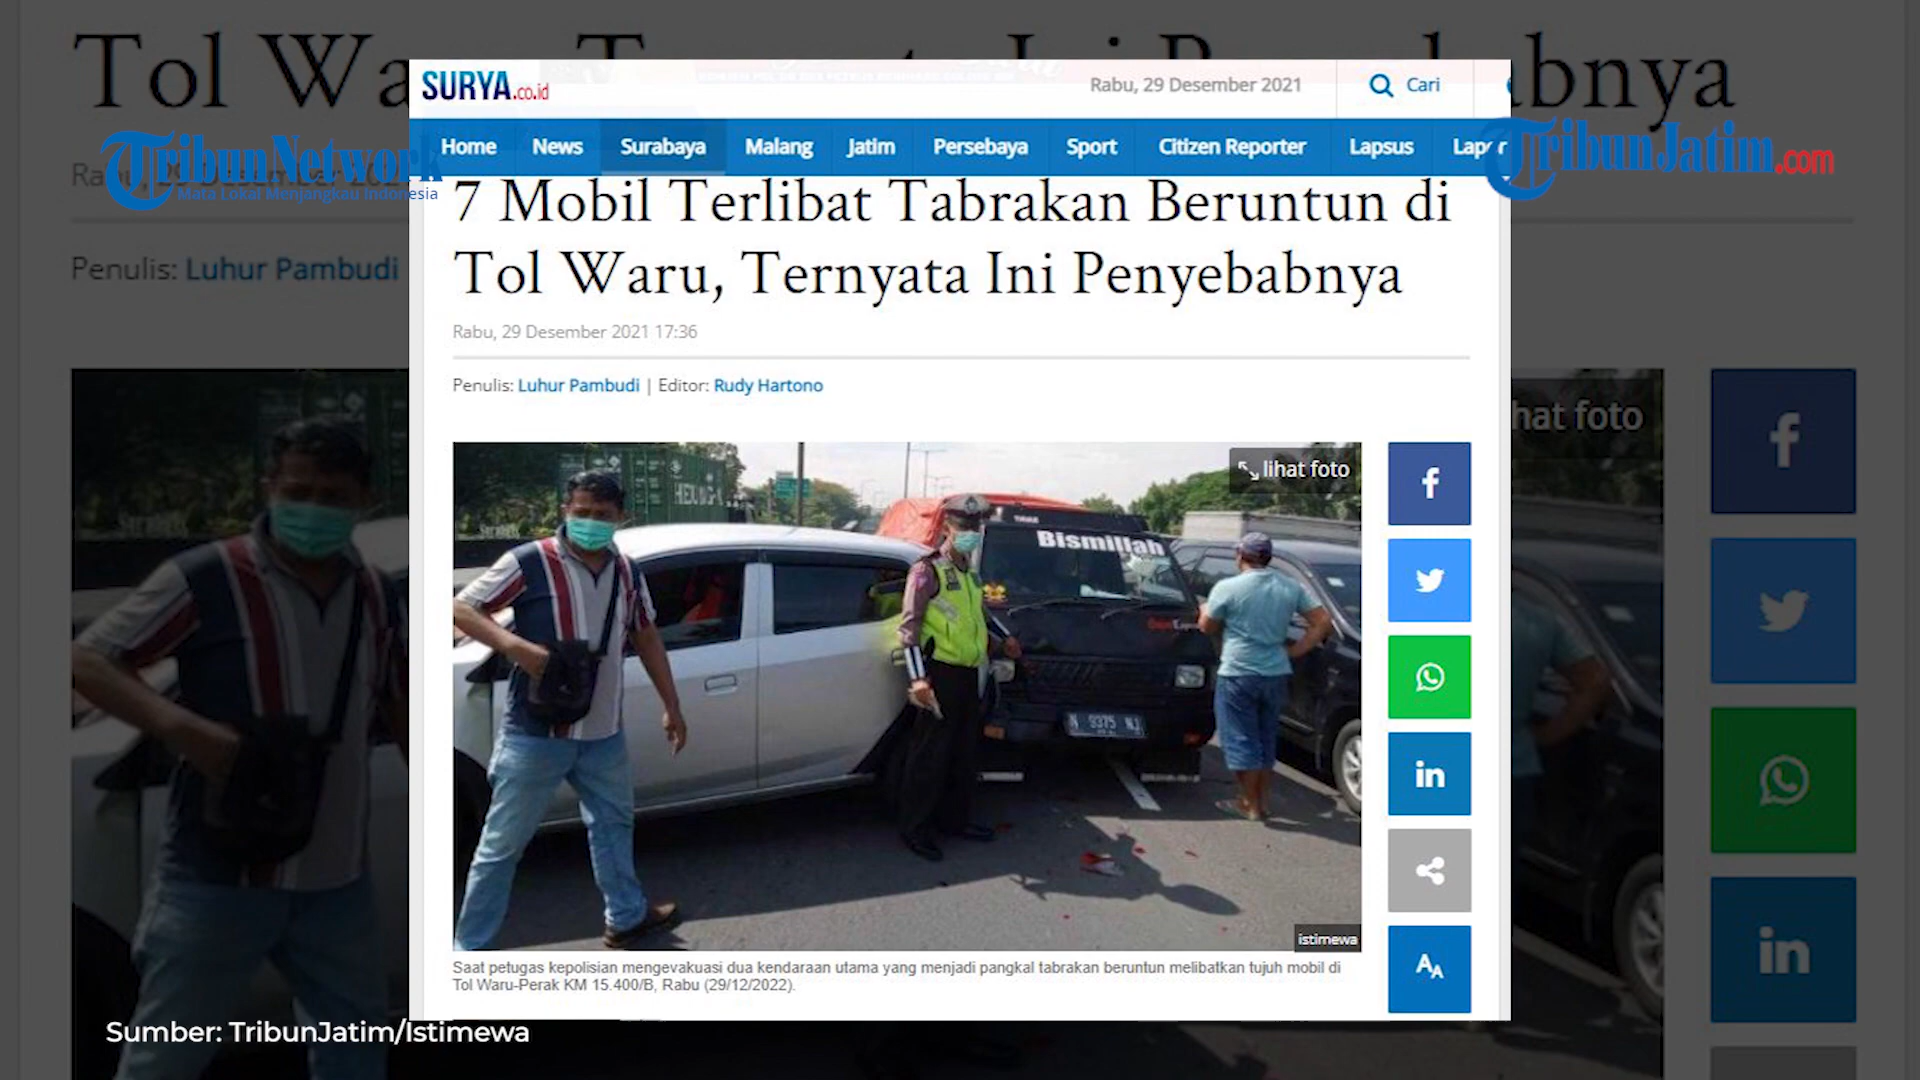 Tol Wa
bnya
SURYA.co.id
Rabu, 29 Desember 2021
Cari
Home News Surabaya Malang Jatim Persebaya Sport Citizen Reporter Lapsus Lapor
TribunNetwork
Mata Lokal Menjangkau Indonesia
TribunJatim.com
7 Mobil Terlibat Tabrakan Beruntun di
Tol Waru, Ternyata Ini Penyebabnya
Rabu, 29 Desember 2021 17:36
Penulis: Luhur Pambudi
Penulis: Luhur Pambudi | Editor: Rudy Hartono
hat foto
lihat foto
Bismillah
N 9375 NJ
istimewa
Saat petugas kepolisian mengevakuasi dua kendaraan utama yang menjadi pangkal tabrakan beruntun melibatkan tujuh mobil di
Tol Waru-Perak KM 15.400/B, Rabu (29/12/2022).
Sumber: TribunJatim/Istimewa